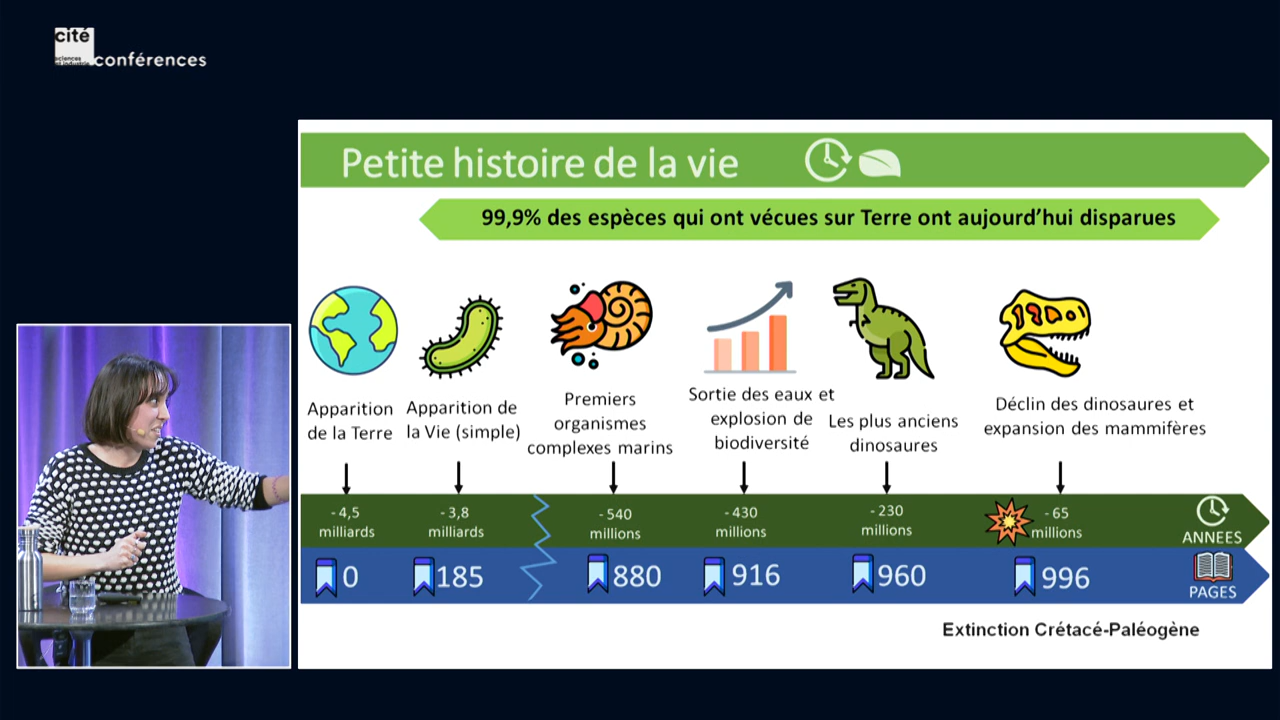 cité
sciences
et industrie
conférences
Petite histoire de la vie
99,9% des espèces qui ont vécues sur Terre ont aujourd’hui disparues
Apparition
de la Terre
Apparition de
la Vie (simple)
Premiers
organismes
complexes marins
Sortie des eaux et
explosion de
biodiversité
Les plus anciens
dinosaures
Déclin des dinosaures et
expansion des mammifères
- 4,5
milliards
- 3,8
milliards
- 540
millions
- 430
millions
- 230
millions
- 65
millions
ANNEES
0
185
880
916
960
996
PAGES
Extinction Crétacé-Paléogène